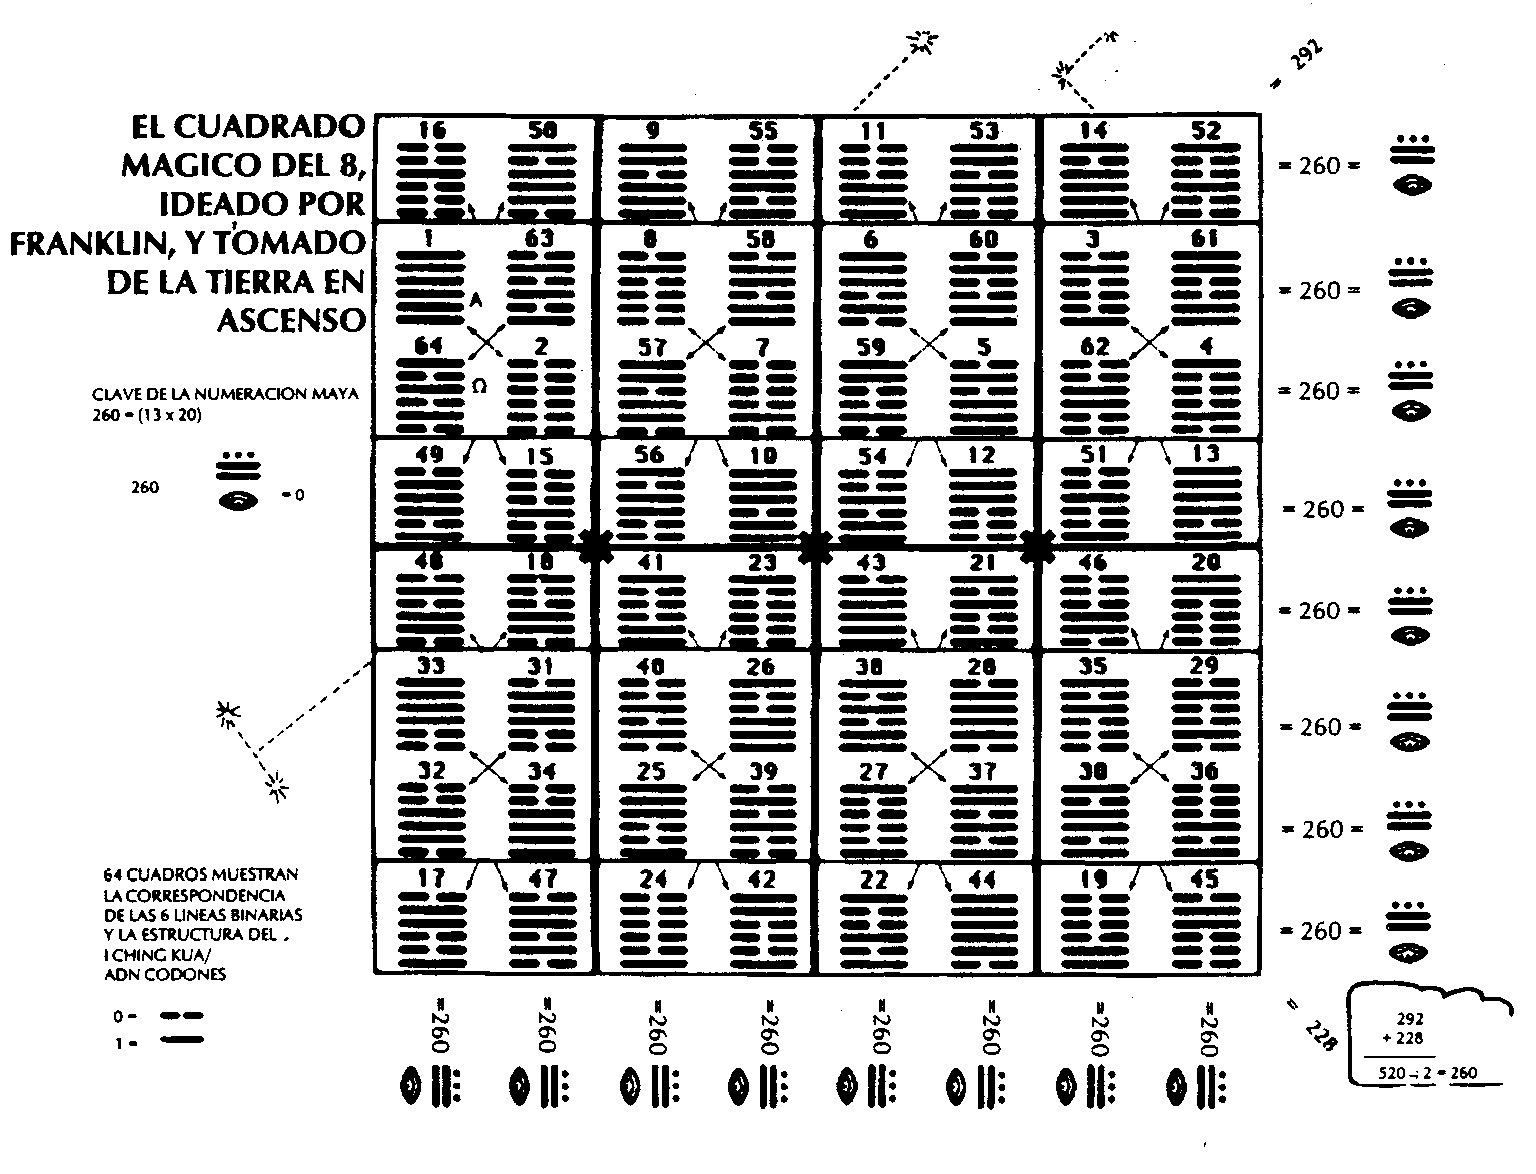 EL CUADRADO
MAGICO DEL 8,
IDEADO POR
FRANKLIN, Y TOMADO
DE LA TIERRA EN
ASCENSO
CLAVE DE LA NUMERACION MAYA
260 = (13 x 20)
260
= 0
64 CUADROS MUESTRAN
LA CORRESPONDENCIA
DE LAS 6 LINEAS BINARIAS
Y LA ESTRUCTURA DEL
I CHING KUA/
ADN CODONES
0 -
1 -
= 292
16 50 9 55 11 53 14 52 = 260 =
1 63 8 58 6 60 3 61 = 260 =
A
64 2 57 7 59 5 62 4 = 260 =
Ω
49 15 56 10 54 12 51 13 = 260 =
48 18 41 23 43 21 46 20 = 260 =
33 31 40 26 38 28 35 29 = 260 =
32 34 25 39 27 37 30 36 = 260 =
17 47 24 42 22 44 19 45 = 260 =
=260 =260 =260 =260 =260 =260 =260 =260
= 228
292
+ 228
520 ÷ 2 = 260